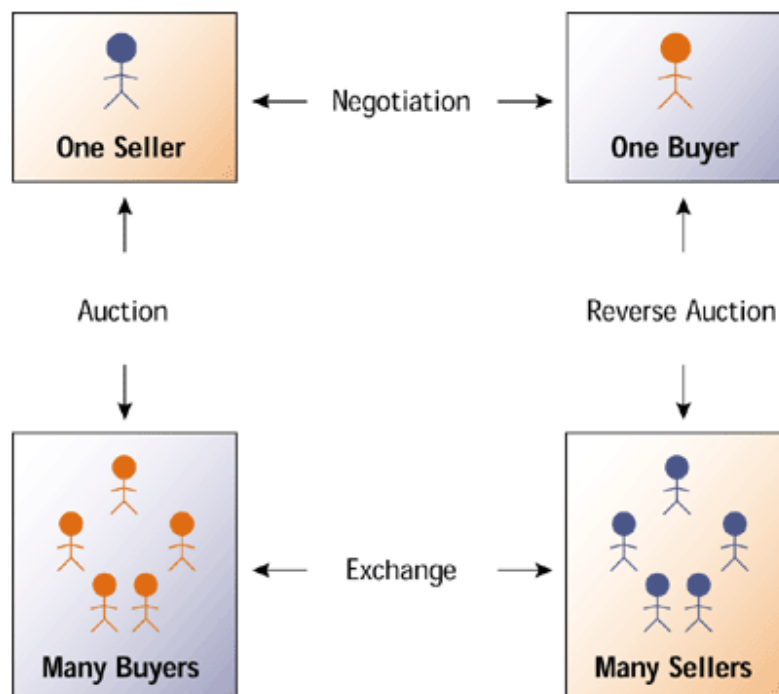 One Seller
Negotiation
One Buyer
Auction
Reverse Auction
Many Buyers
Exchange
Many Sellers